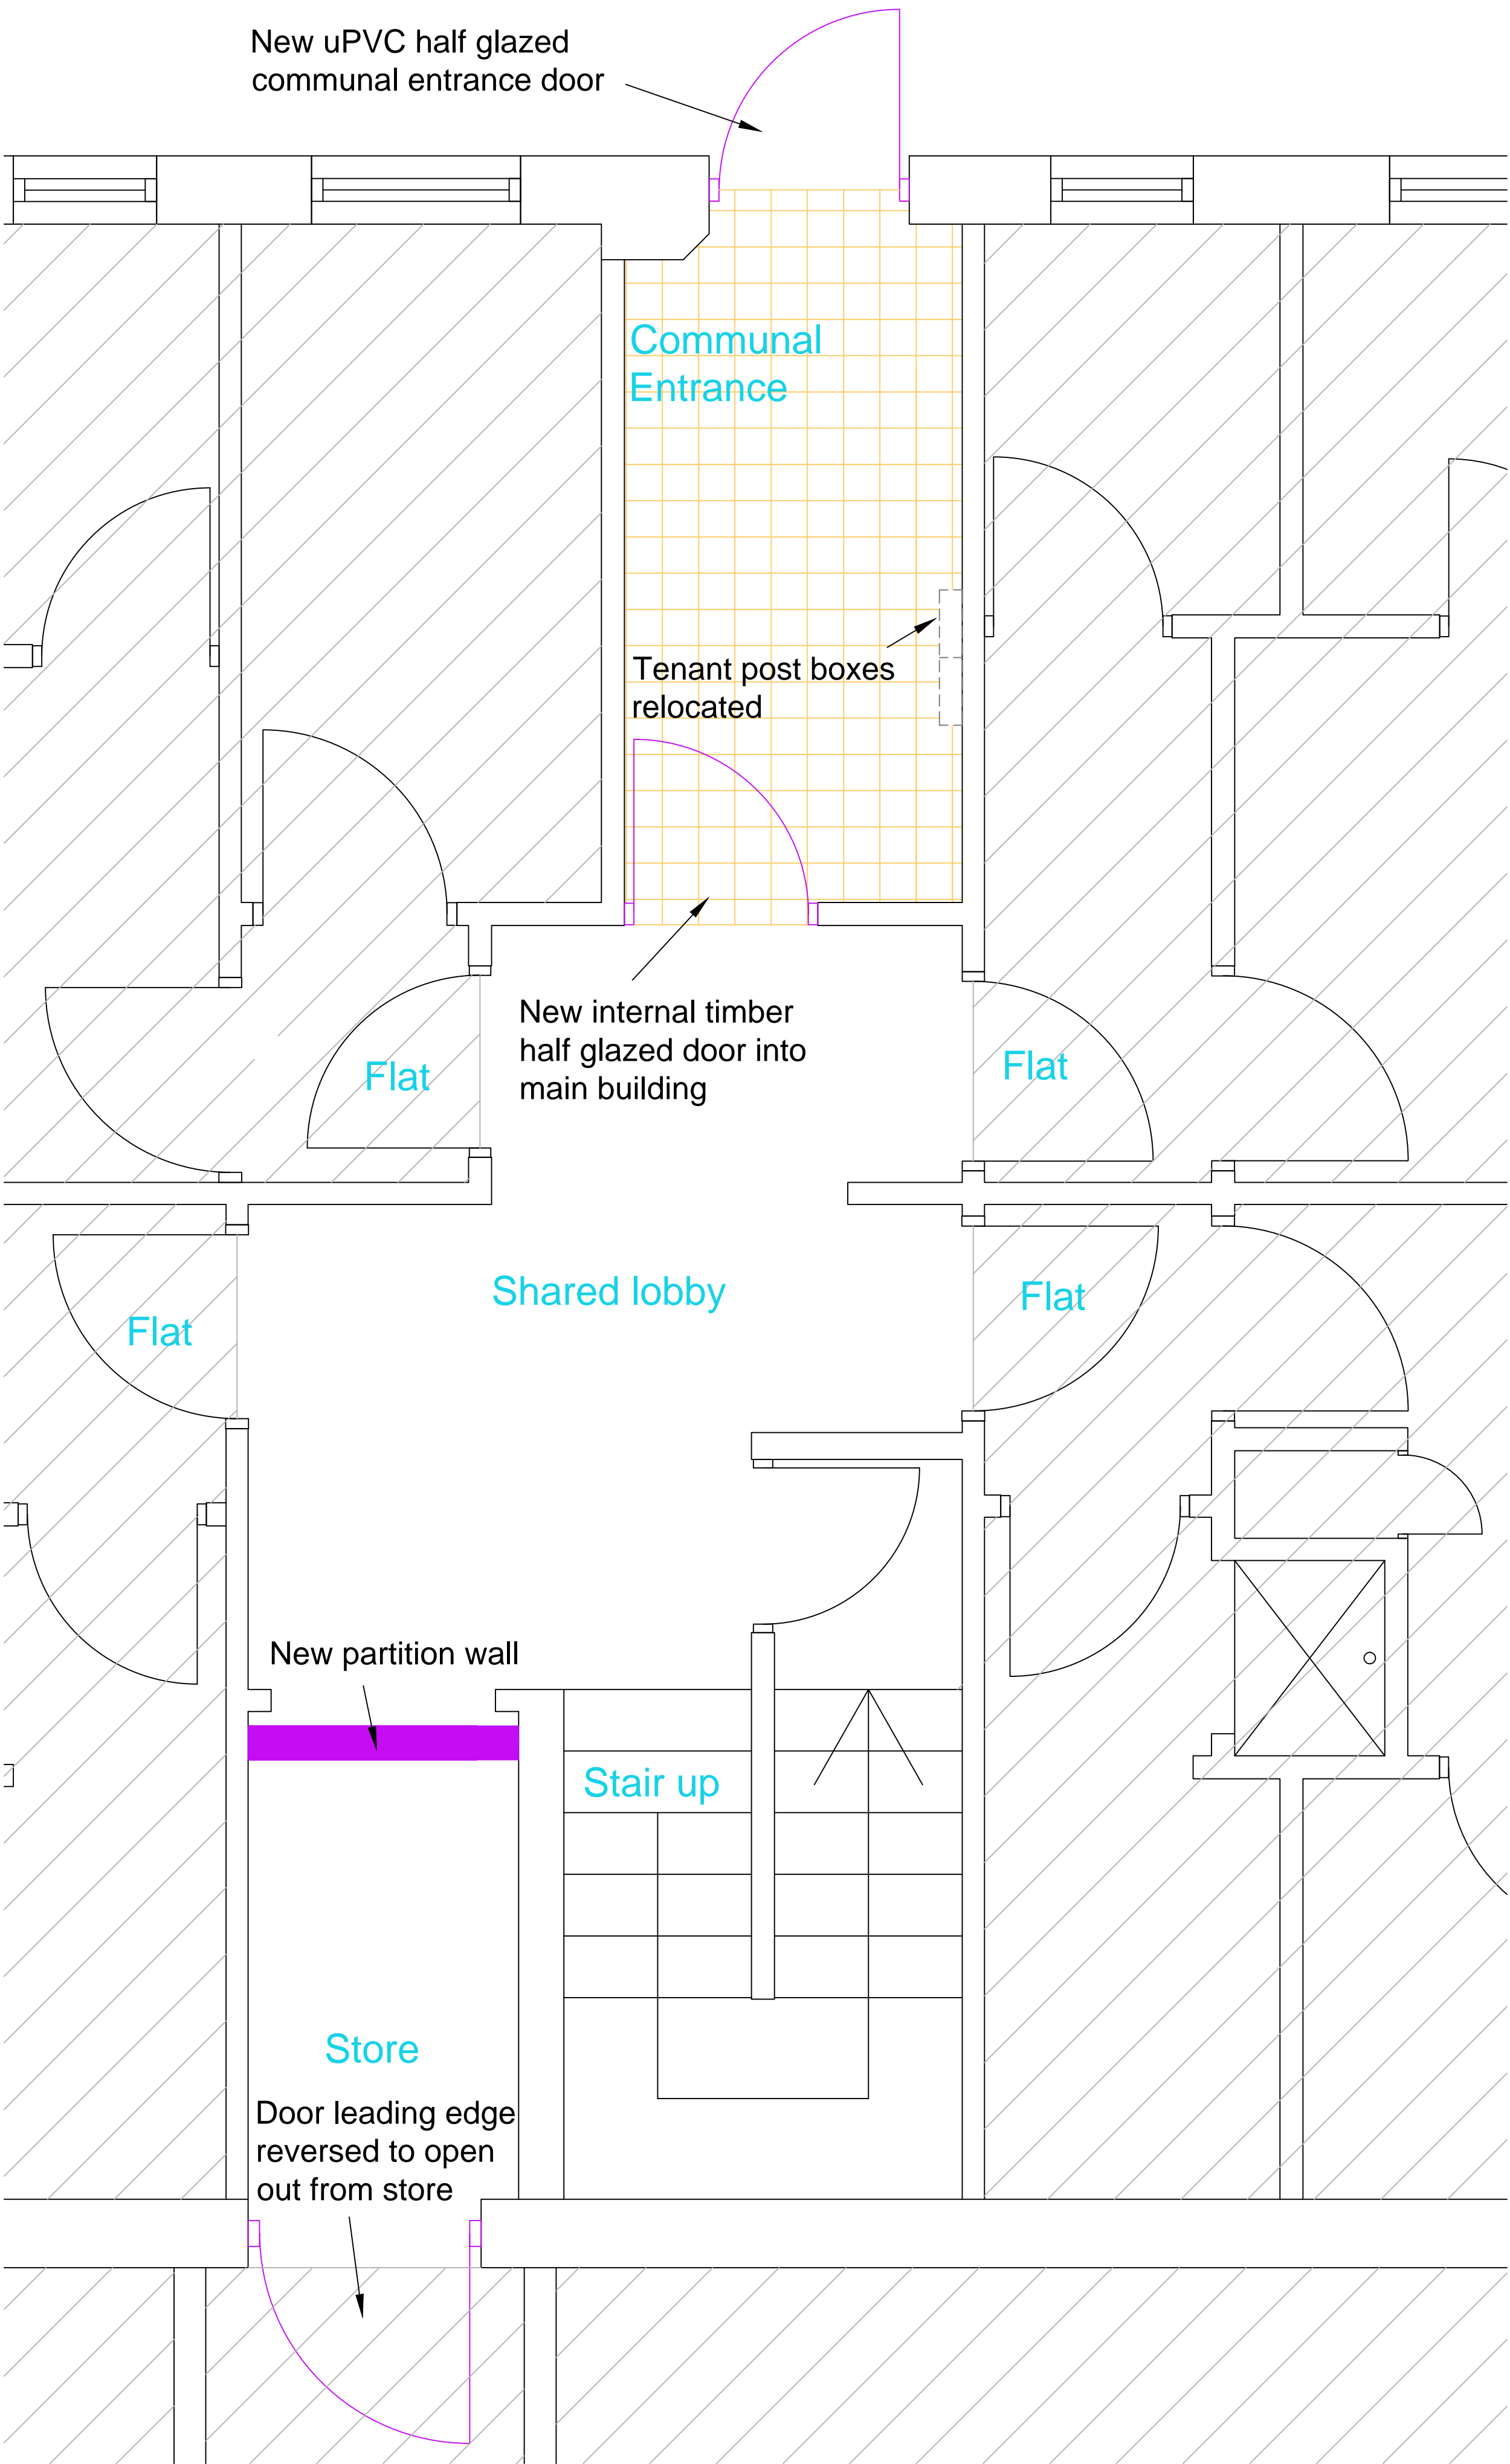 New uPVC half glazed
communal entrance door
Communal
Entrance
Tenant post boxes
relocated
New internal timber
half glazed door into
main building
Flat
Flat
Shared lobby
Flat
Flat
New partition wall
Stair up
Store
Door leading edge
reversed to open
out from store